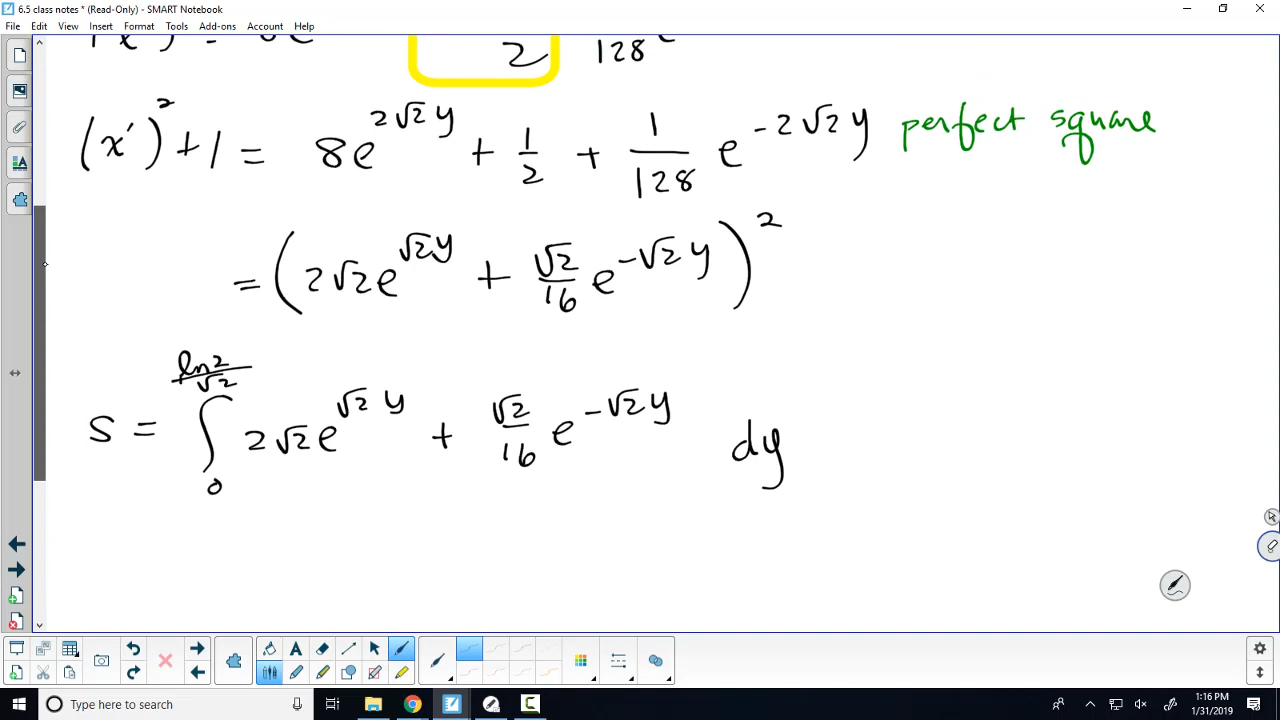 6.5 class notes * (Read-Only) - SMART Notebook
File Edit View Insert Format Tools Add-ons Account Help
2 128
(x')² + 1 = 8e^(2√2 y) + 1/2 + 1/128 e^(-2√2 y) perfect square
= (2√2 e^(√2 y) + √2/16 e^(-√2 y))²
s = ∫_0^(ln2/√2) 2√2 e^(√2 y) + √2/16 e^(-√2 y) dy
Type here to search
1:16 PM
1/31/2019